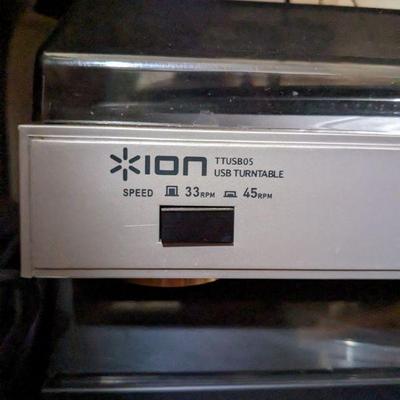 ION TTUSB05
USB TURNTABLE
SPEED 33RPM 45RPM